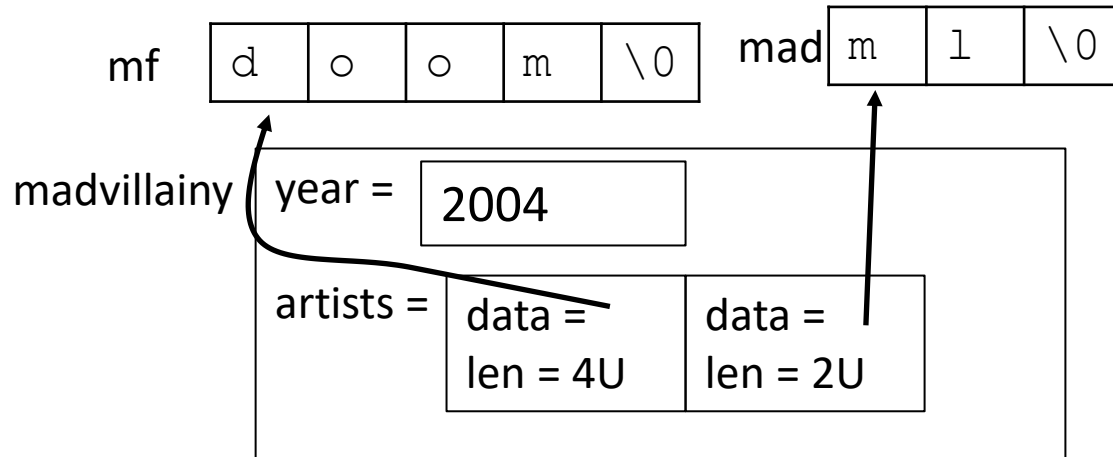 mf d o o m \0 mad m l \0
madvillainy year = 2004
artists = data = data =
len = 4U len = 2U